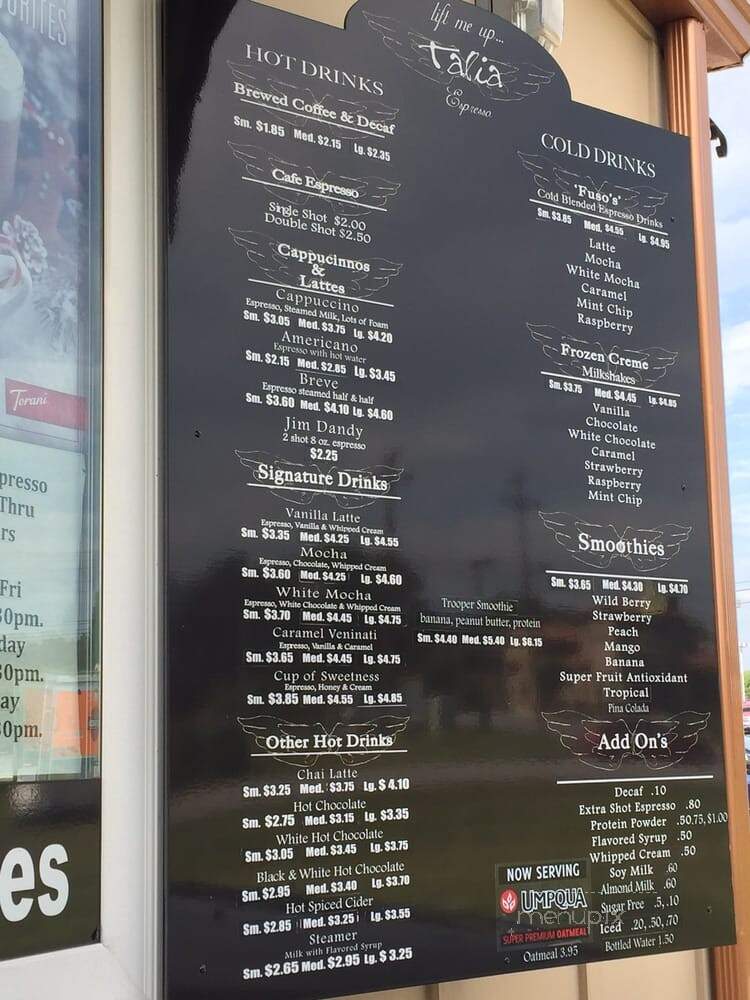 OURITES
Torani
presso
Thru
rs
Fri
30pm.
day
30pm.
ay
30pm.
es
lift me up...
Talia
Espresso
HOT DRINKS
Brewed Coffee & Decaf
Sm. $1.85 Med. $2.15 Lg. $2.35
Cafe Espresso
Single Shot $2.00
Double Shot $2.50
Cappucinnos
&
Lattes
Cappuccino
Espresso, Steamed Milk, Lots of Foam
Sm. $3.05 Med. $3.75 Lg. $4.20
Americano
Espresso with hot water
Sm. $2.15 Med. $2.85 Lg. $3.45
Breve
Espresso steamed half & half
Sm. $3.60 Med. $4.10 Lg. $4.60
Jim Dandy
2 shot 8 oz. espresso
$2.25
Signature Drinks
Vanilla Latte
Espresso, Vanilla & Whipped Cream
Sm. $3.35 Med. $4.25 Lg. $4.55
Mocha
Espresso, Chocolate, Whipped Cream
Sm. $3.60 Med. $4.25 Lg. $4.60
White Mocha
Espresso, White Chocolate & Whipped Cream
Sm. $3.70 Med. $4.45 Lg. $4.75
Caramel Veninati
Espresso, Vanilla & Caramel
Sm. $3.65 Med. $4.45 Lg. $4.75
Cup of Sweetness
Espresso, Honey & Cream
Sm. $3.85 Med. $4.55 Lg. $4.85
Other Hot Drinks
Chai Latte
Sm. $3.25 Med. $3.75 Lg. $ 4.10
Hot Chocolate
Sm. $2.75 Med. $3.15 Lg. $3.35
White Hot Chocolate
Sm. $3.05 Med. $3.45 Lg. $3.75
Black & White Hot Chocolate
Sm. $2.95 Med. $3.40 Lg. $3.70
Hot Spiced Cider
Sm. $2.85 Med. $3.25 Lg. $3.55
Steamer
Milk with Flavored Syrup
Sm. $2.65 Med. $2.95 Lg. $ 3.25
Trooper Smoothie
banana, peanut butter, protein
Sm. $4.40 Med. $5.40 Lg. $6.15
COLD DRINKS
'Fuso's'
Cold Blended Espresso Drinks
Sm. $3.85 Med. $4.55 Lg. $4.95
Latte
Mocha
White Mocha
Caramel
Mint Chip
Raspberry
Frozen Creme
Milkshakes
Sm. $3.75 Med. $4.45 Lg. $4.85
Vanilla
Chocolate
White Chocolate
Caramel
Strawberry
Raspberry
Mint Chip
Smoothies
Sm. $3.65 Med. $4.30 Lg. $4.70
Wild Berry
Strawberry
Peach
Mango
Banana
Super Fruit Antioxidant
Tropical
Pina Colada
Add On's
Decaf .10
Extra Shot Espresso .80
Protein Powder .50.75, $1.00
Flavored Syrup .50
Whipped Cream .50
Soy Milk .60
Almond Milk .60
Sugar Free .5, .10
Iced .20, .50, .70
Bottled Water 1.50
NOW SERVING
UMPQUA
SUPER PREMIUM OATMEAL
Oatmeal 3.95
menupix